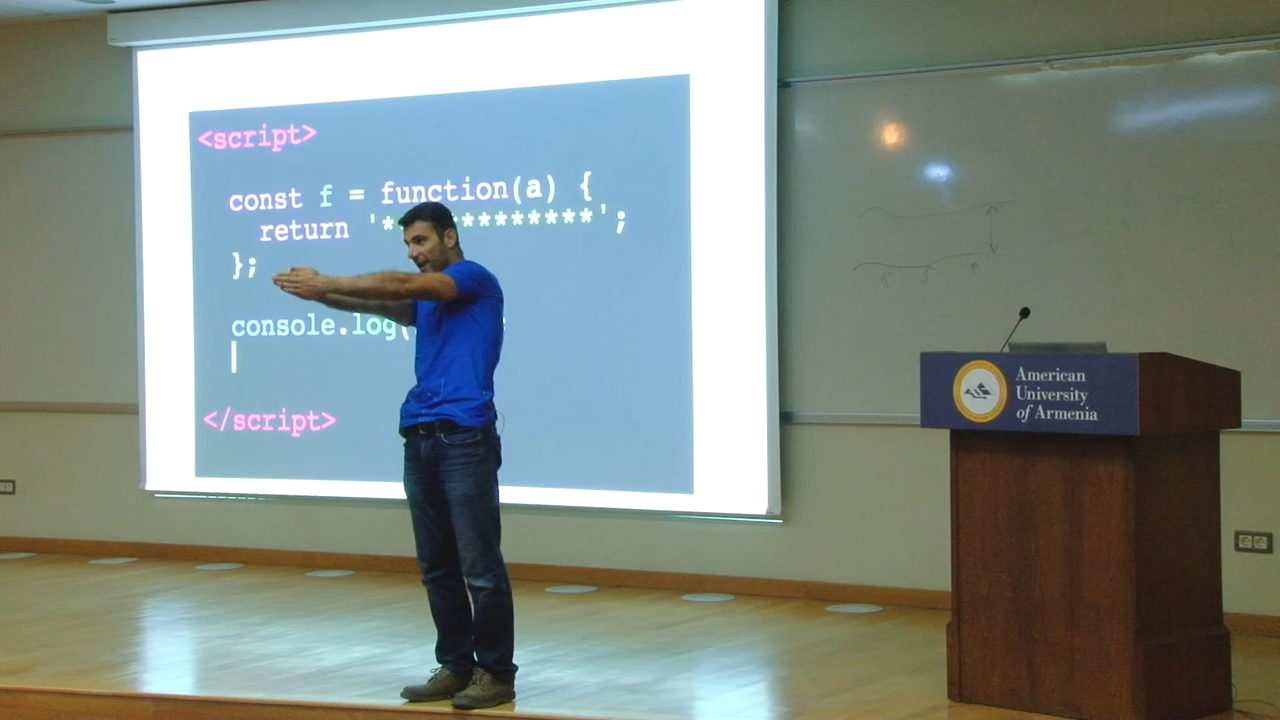 <script>
const f = function(a) {
return '*************';
};
console.log(
</script>
American
University
of Armenia